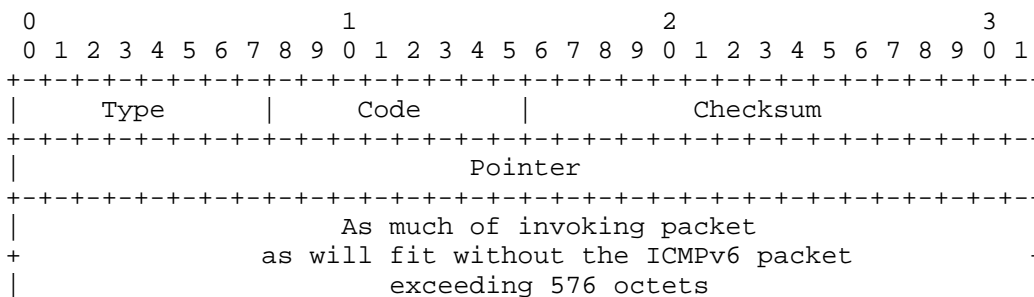 0                   1                   2                   3
 0 1 2 3 4 5 6 7 8 9 0 1 2 3 4 5 6 7 8 9 0 1 2 3 4 5 6 7 8 9 0 1
+-+-+-+-+-+-+-+-+-+-+-+-+-+-+-+-+-+-+-+-+-+-+-+-+-+-+-+-+-+-+-+-
|     Type      |     Code      |          Checksum
+-+-+-+-+-+-+-+-+-+-+-+-+-+-+-+-+-+-+-+-+-+-+-+-+-+-+-+-+-+-+-+-
|                            Pointer
+-+-+-+-+-+-+-+-+-+-+-+-+-+-+-+-+-+-+-+-+-+-+-+-+-+-+-+-+-+-+-+-
|                    As much of invoking packet
+               as will fit without the ICMPv6 packet           -
|                       exceeding 576 octets